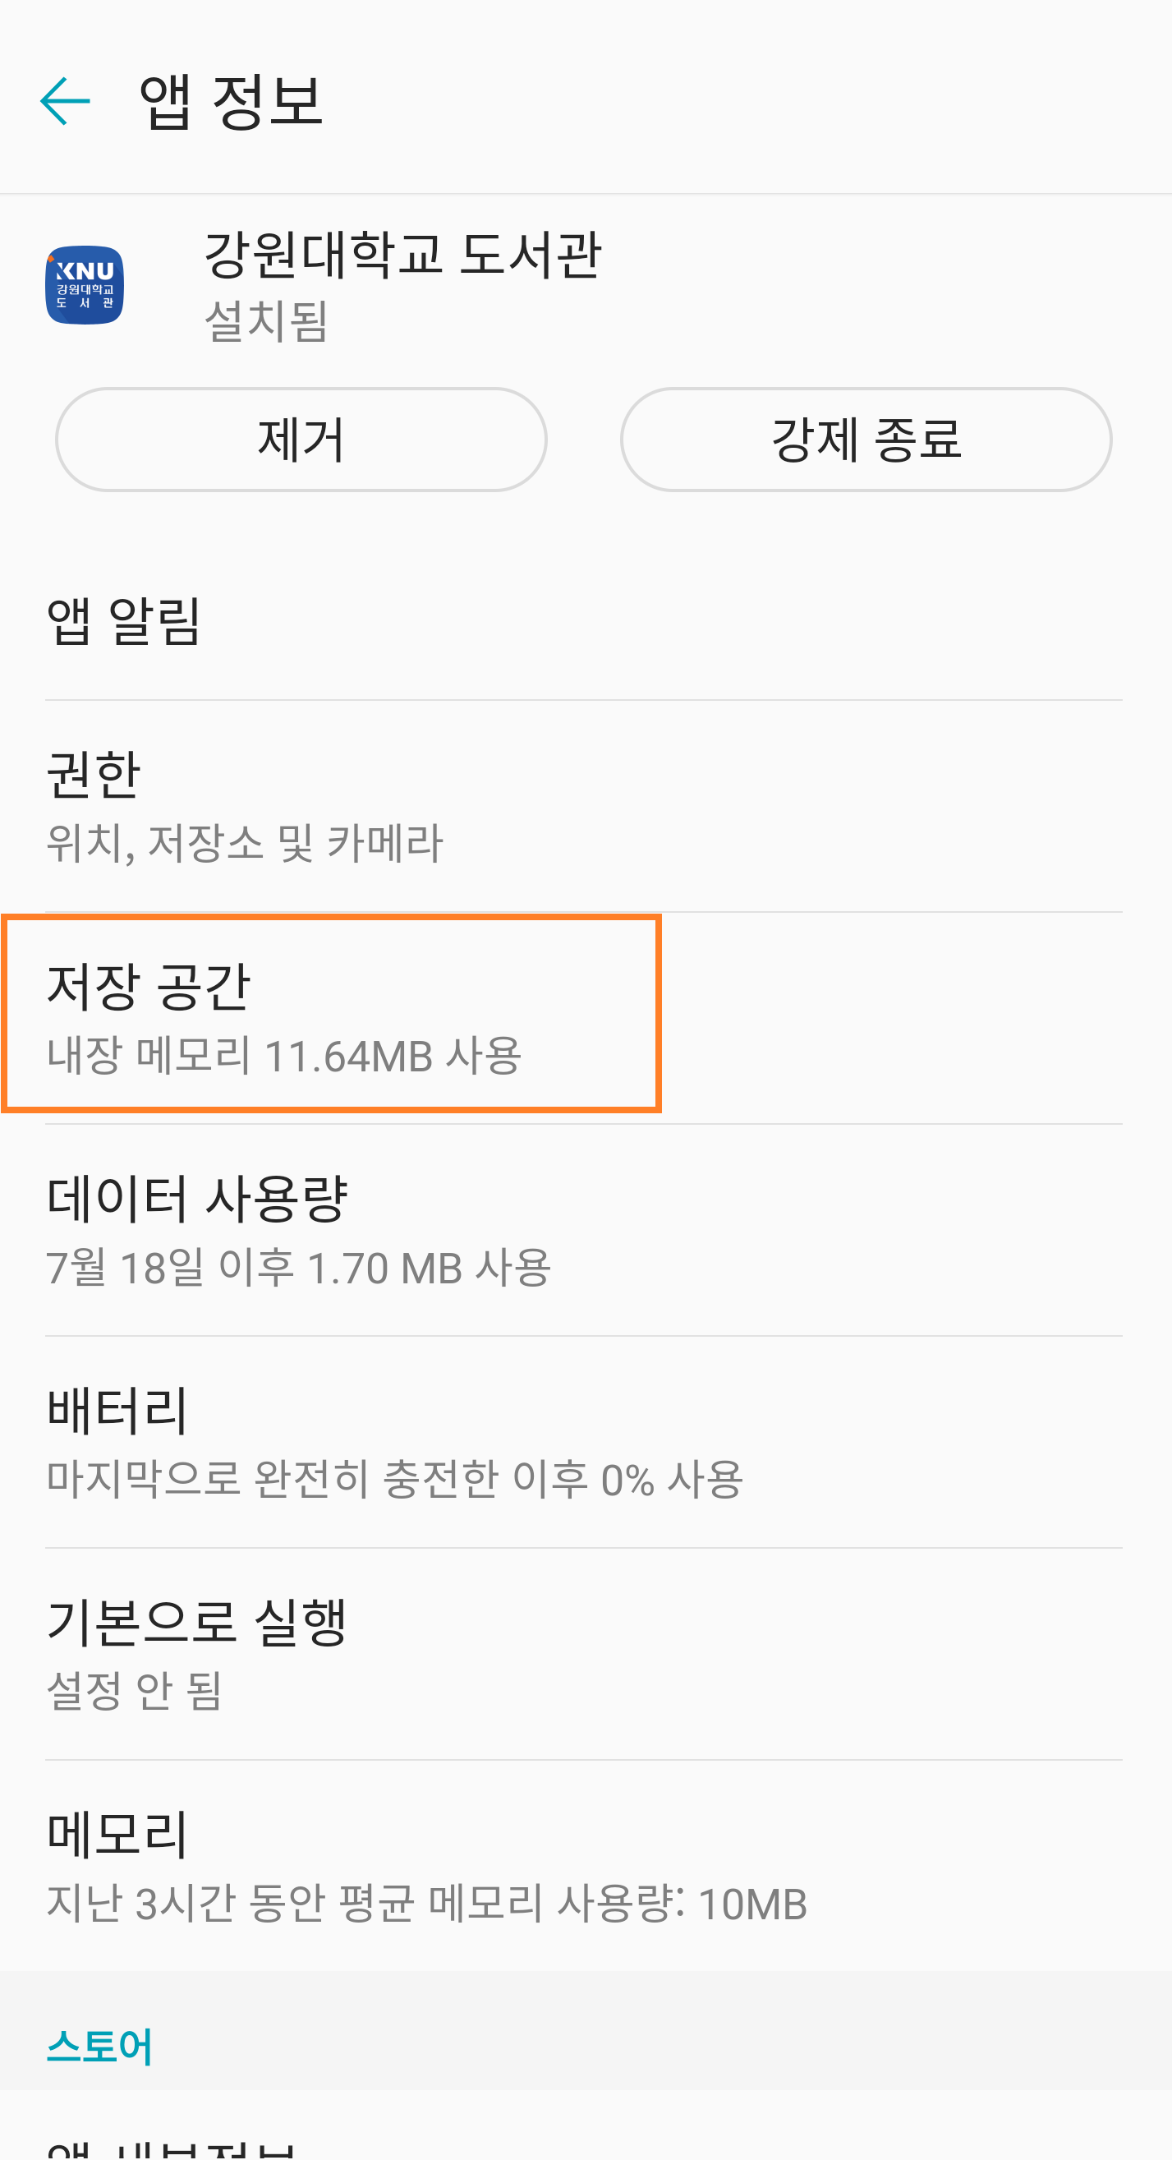 앱 정보
KNU
강원대학교
도 서 관
강원대학교 도서관
설치됨
제거
강제 종료
앱 알림
권한
위치, 저장소 및 카메라
저장 공간
내장 메모리 11.64MB 사용
데이터 사용량
7월 18일 이후 1.70 MB 사용
배터리
마지막으로 완전히 충전한 이후 0% 사용
기본으로 실행
설정 안 됨
메모리
지난 3시간 동안 평균 메모리 사용량: 10MB
스토어
앱 세부정보